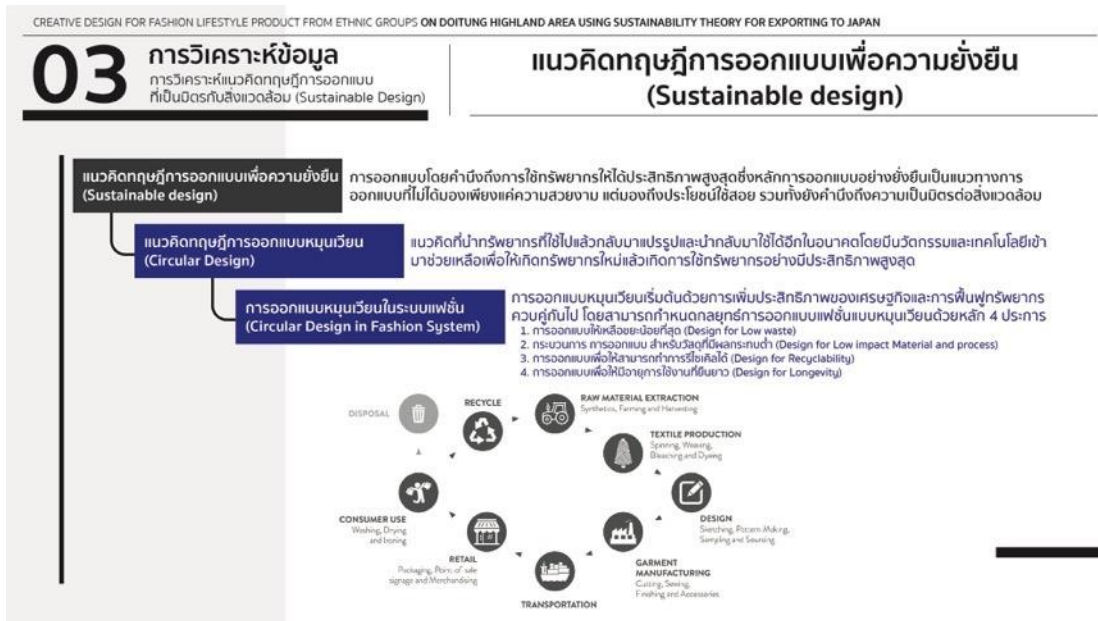 CREATIVE DESIGN FOR FASHION LIFESTYLE PRODUCT FROM ETHNIC GROUPS ON DOITUNG HIGHLAND AREA USING SUSTAINABILITY THEORY FOR EXPORTING TO JAPAN
03
การวิเคราะห์ข้อมูล
การวิเคราะห์แนวคิดทฤษฎีการออกแบบ
ที่เป็นมิตรกับสิ่งแวดล้อม (Sustainable Design)
แนวคิดทฤษฎีการออกแบบเพื่อความยั่งยืน
(Sustainable design)
แนวคิดทฤษฎีการออกแบบเพื่อความยั่งยืน
(Sustainable design)
การออกแบบโดยคำนึงถึงการใช้ทรัพยากรให้ได้ประสิทธิภาพสูงสุดซึ่งหลักการออกแบบอย่างยั่งยืนเป็นแนวทางการ
ออกแบบที่ไม่ได้มองเพียงแค่ความสวยงาม แต่มองถึงประโยชน์ใช้สอย รวมทั้งยังคำนึงถึงความเป็นมิตรต่อสิ่งแวดล้อม
แนวคิดทฤษฎีการออกแบบหมุนเวียน
(Circular Design)
แนวคิดที่นำทรัพยากรที่ใช้ไปแล้วกลับมาแปรรูปและนำกลับมาใช้ได้อีกในอนาคตโดยมีนวัตกรรมและเทคโนโลยีเข้า
มาช่วยเหลือเพื่อให้เกิดทรัพยากรใหม่แล้วเกิดการใช้ทรัพยากรอย่างมีประสิทธิภาพสูงสุด
การออกแบบหมุนเวียนในระบบแฟชั่น
(Circular Design in Fashion System)
การออกแบบหมุนเวียนเริ่มต้นด้วยการเพิ่มประสิทธิภาพของเศรษฐกิจและการฟื้นฟูทรัพยากร
ควบคู่กันไป โดยสามารถกำหนดกลยุทธ์การออกแบบแฟชั่นแบบหมุนเวียนด้วยหลัก 4 ประการ
1. การออกแบบให้เหลือขยะน้อยที่สุด (Design for Low waste)
2. กระบวนการ การออกแบบ สำหรับวัสดุที่มีผลกระทบต่ำ (Design for Low impact Material and process)
3. การออกแบบเพื่อให้สามารถทำการรีไซเคิลได้ (Design for Recyclability)
4. การออกแบบเพื่อให้มีอายุการใช้งานที่ยืนยาว (Design for Longevity)
DISPOSAL
RECYCLE
RAW MATERIAL EXTRACTION
Synthetics, Farming and Harvesting
TEXTILE PRODUCTION
Spinning, Weaving,
Bleaching and Dyeing
DESIGN
Sketching, Pattern Making,
Sampling and Sourcing
GARMENT
MANUFACTURING
Cutting, Sewing,
Finishing and Accessories
TRANSPORTATION
RETAIL
Packaging, Point of sale
signage and Merchandising
CONSUMER USE
Washing, Drying
and Ironing